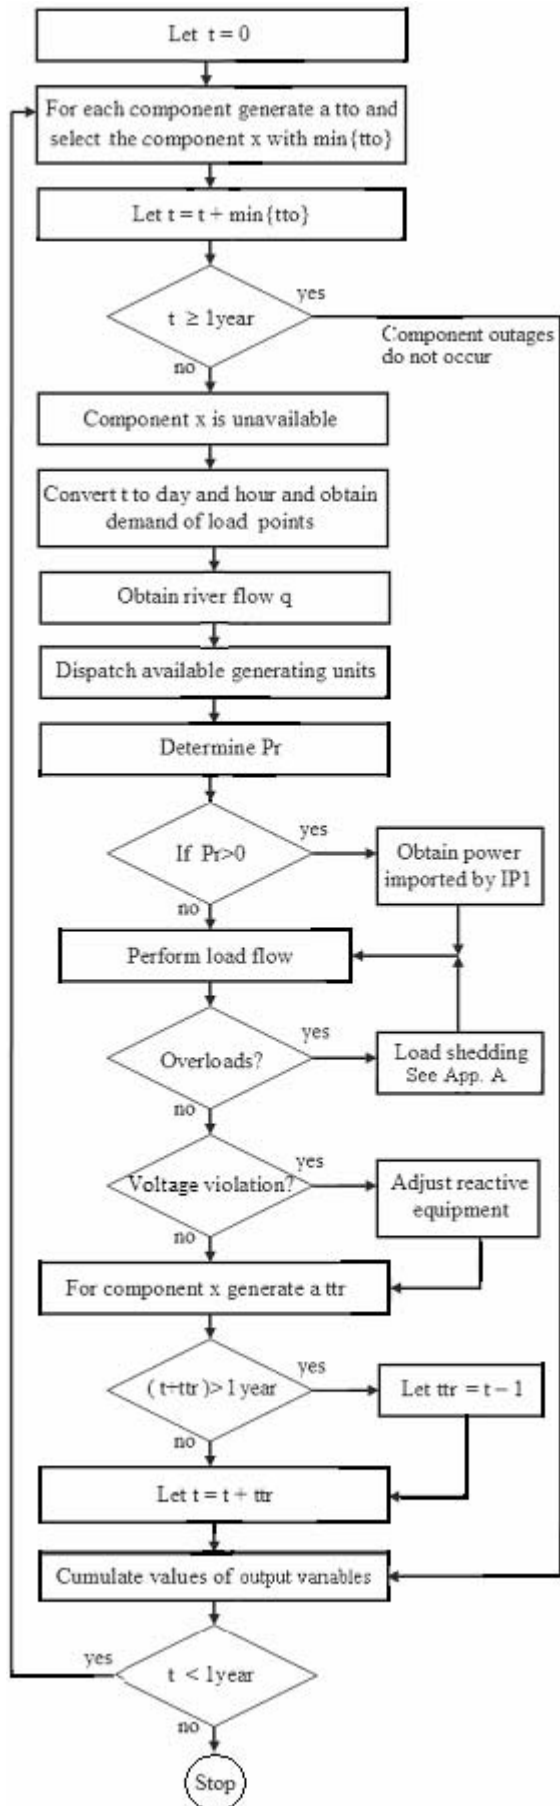 Let t = 0
For each component generate a tto and
select the component x with min{tto}
Let t = t + min{tto}
t ≥ 1year
yes
no
Component outages
do not occur
Component x is unavailable
Convert t to day and hour and obtain
demand of load points
Obtain river flow q
Dispatch available generating units
Determine Pr
If Pr>0
yes
no
Obtain power
imported by IP1
Perform load flow
Overloads?
yes
no
Load shedding
See App. A
Voltage violation?
yes
no
Adjust reactive
equipment
For component x generate a ttr
(t+ttr)> 1 year
yes
no
Let ttr = t – 1
Let t = t + ttr
Cumulate values of output variables
yes
t < 1year
no
Stop